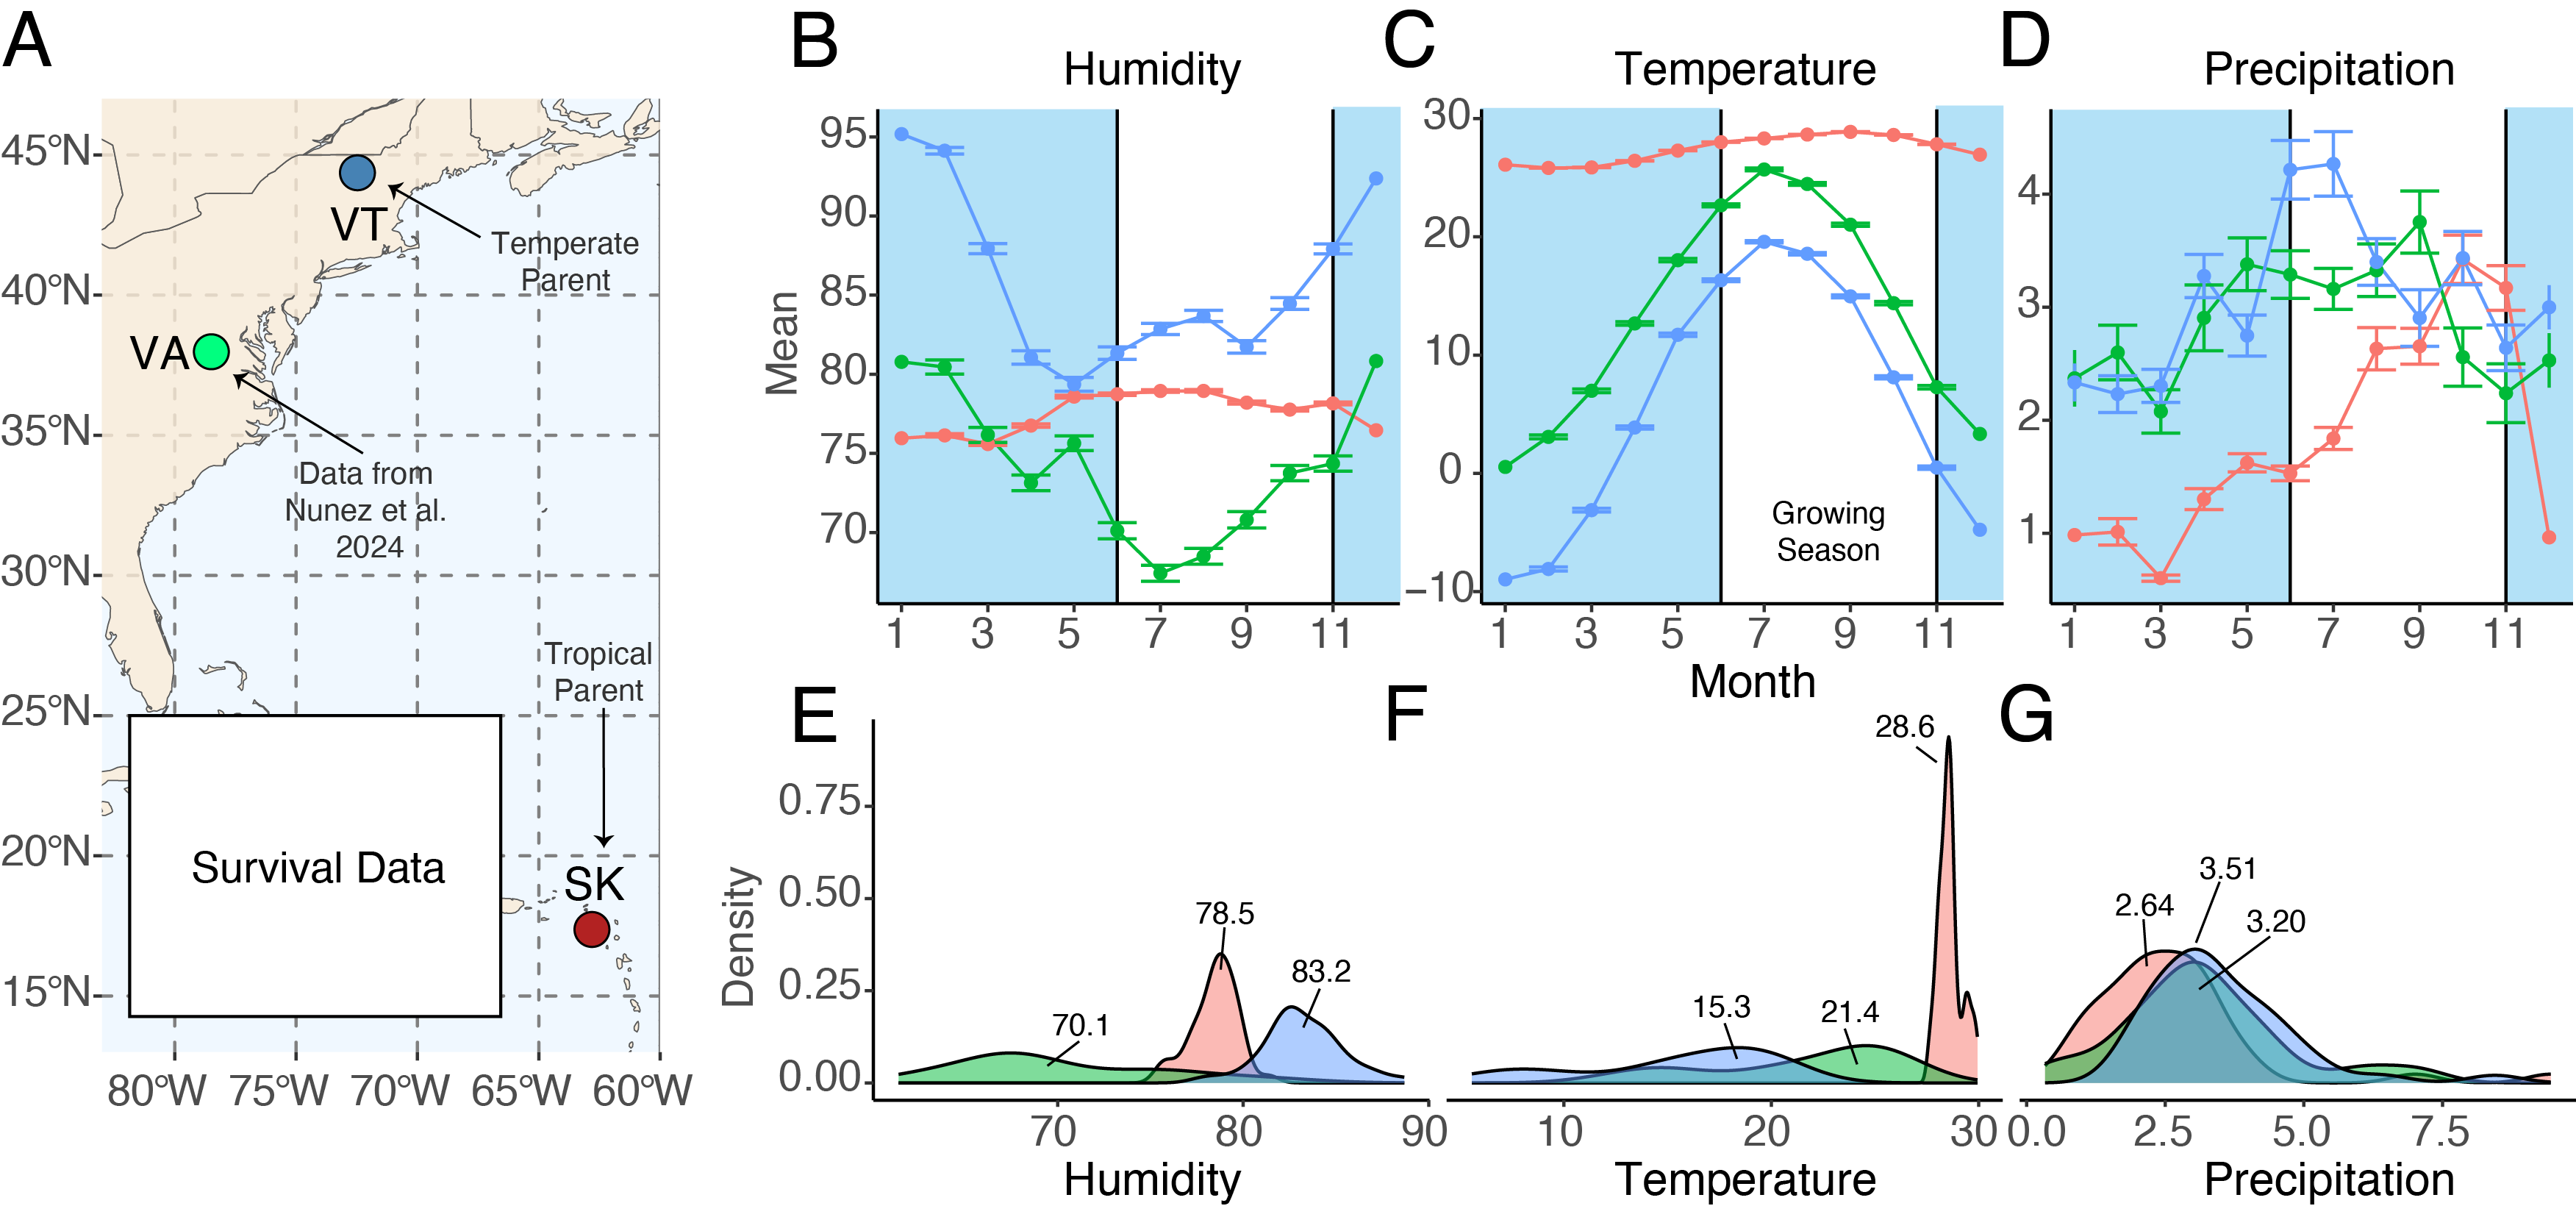 A
45°N
40°N
35°N
30°N
25°N
20°N
15°N
80°W 75°W 70°W 65°W 60°W
VT
Temperate
Parent
VA
Data from
Nunez et al.
2024
Tropical
Parent
SK
Survival Data
B
Humidity
Mean
95
90
85
80
75
70
1 3 5 7 9 11
C
Temperature
30
20
10
0
−10
Growing
Season
1 3 5 7 9 11
Month
D
Precipitation
4
3
2
1
1 3 5 7 9 11
E
Density
0.75
0.50
0.25
0.00
70.1
78.5
83.2
70 80 90
Humidity
F
28.6
15.3
21.4
10 20 30
Temperature
G
2.64
3.51
3.20
0.0 2.5 5.0 7.5
Precipitation